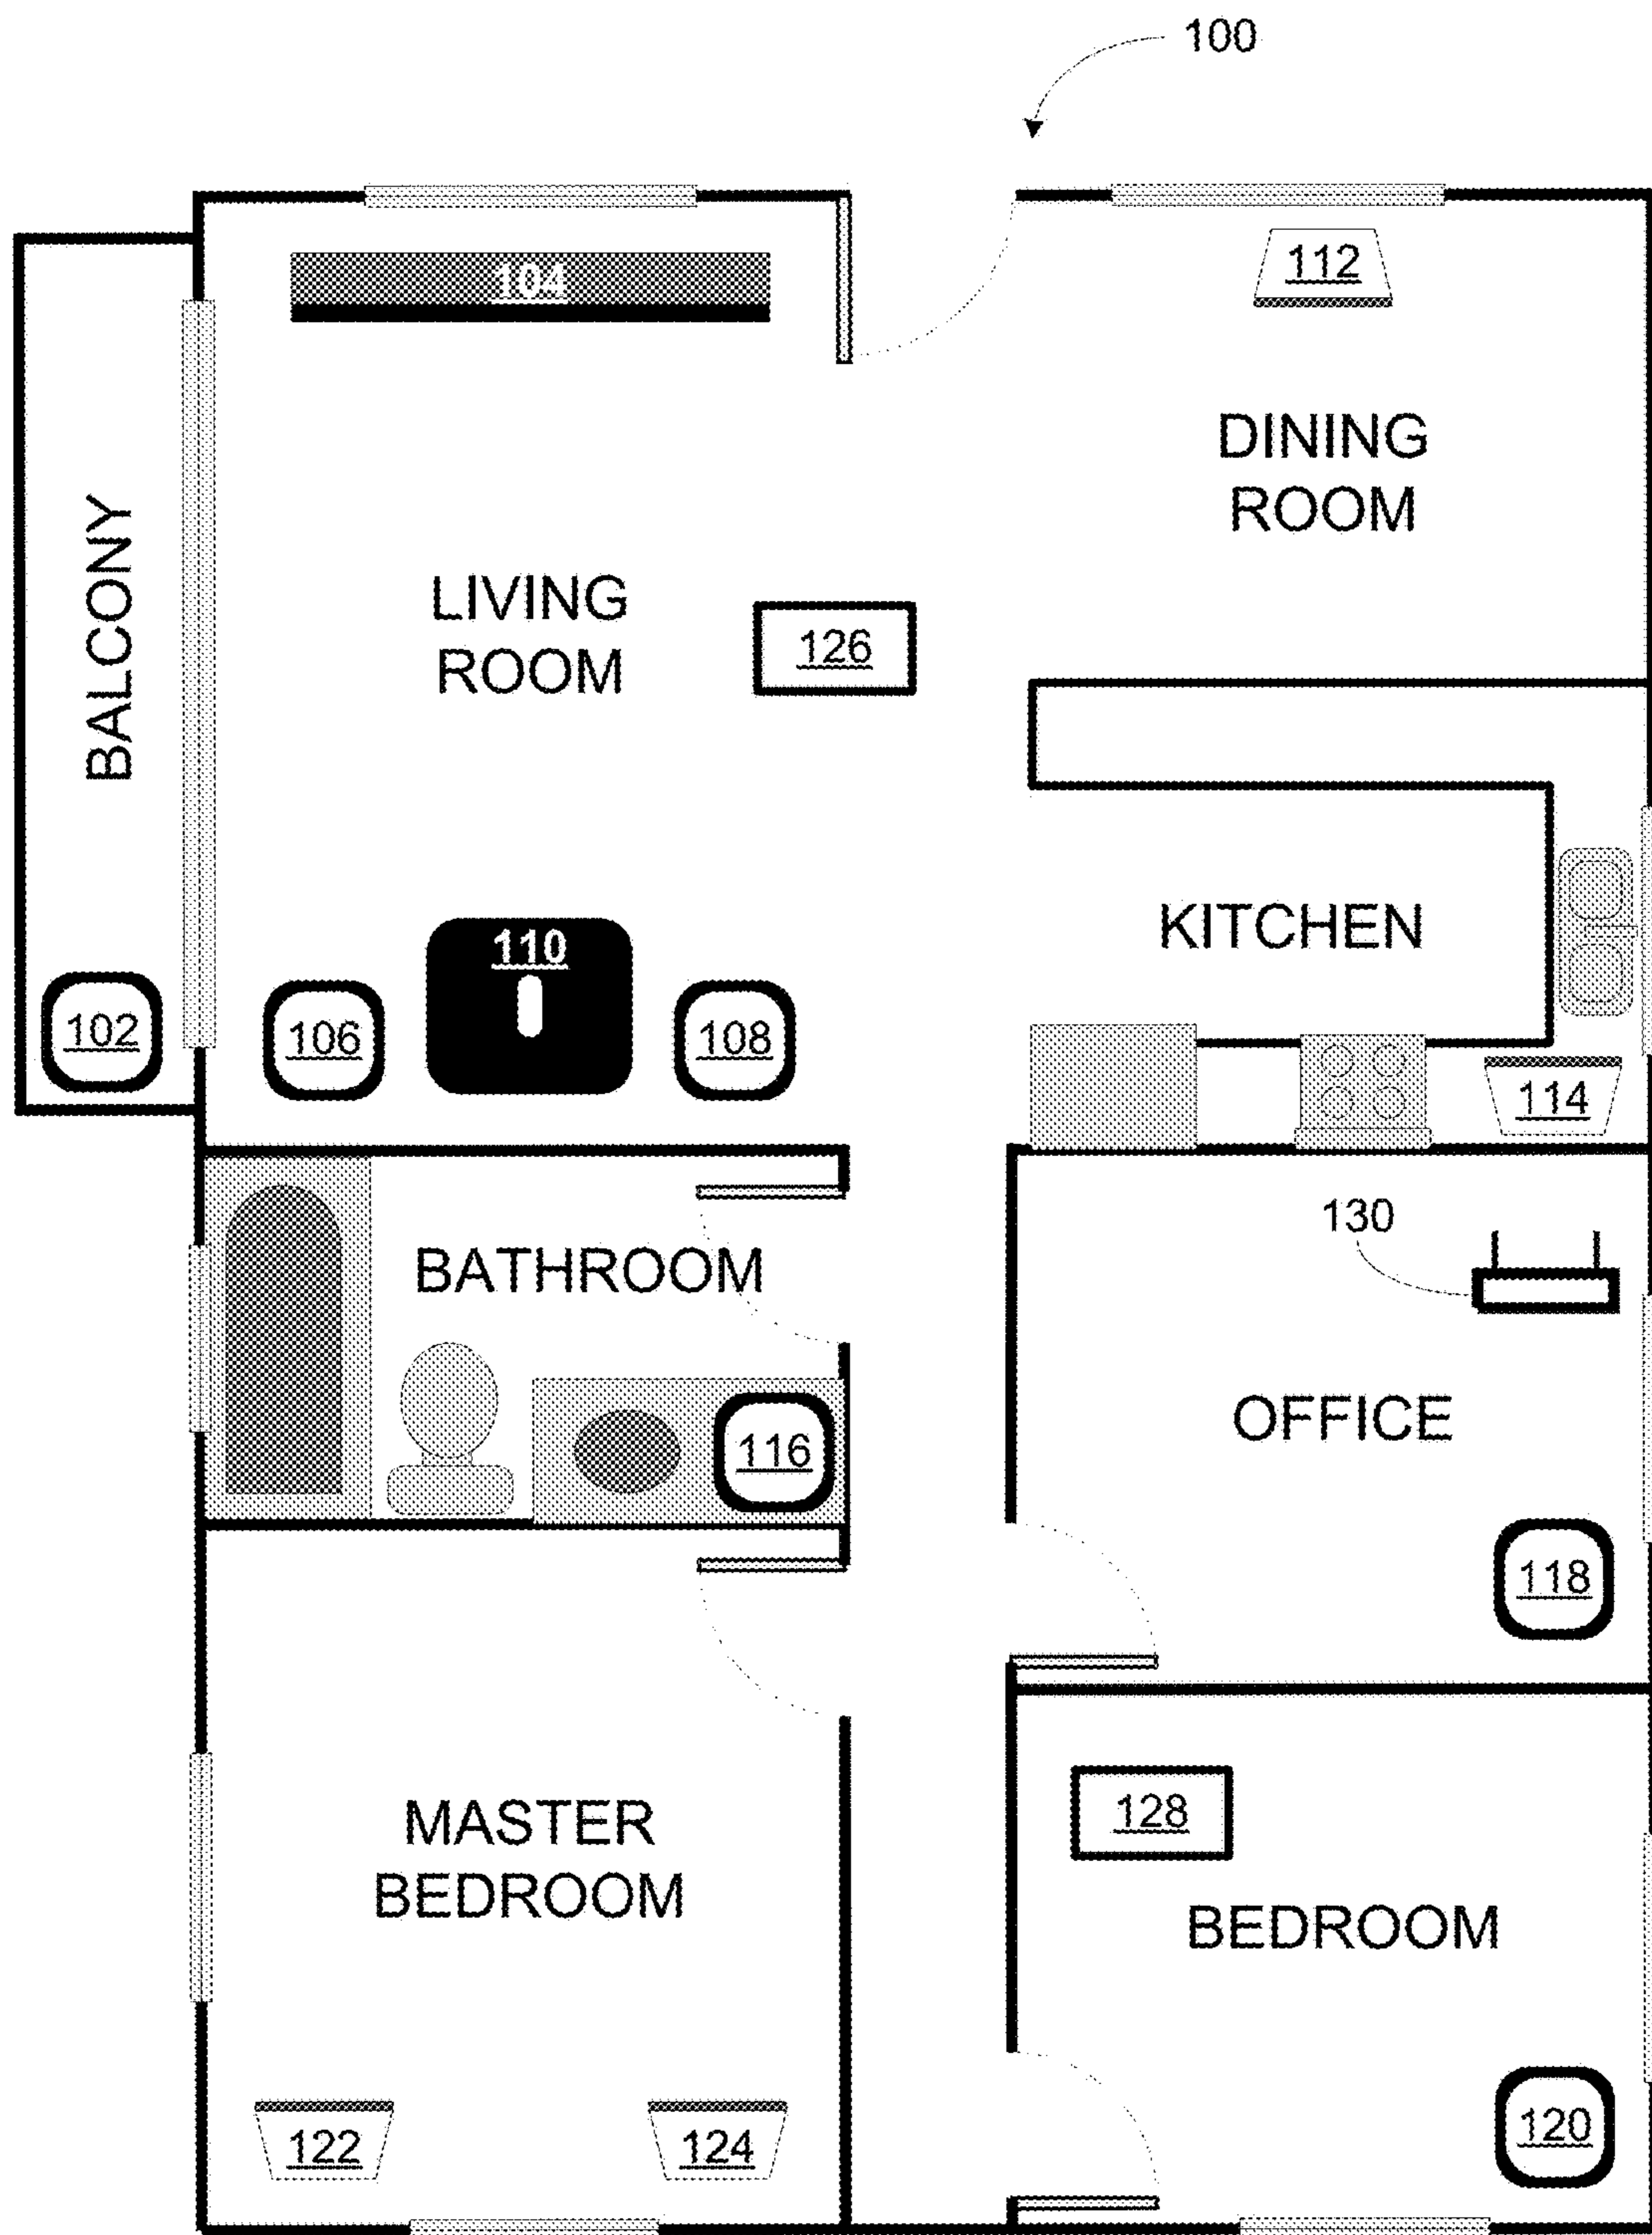 100
104
112
DINING
ROOM
BALCONY
LIVING
ROOM
126
KITCHEN
110
102
106
108
114
130
BATHROOM
OFFICE
116
118
128
MASTER
BEDROOM
BEDROOM
122
124
120